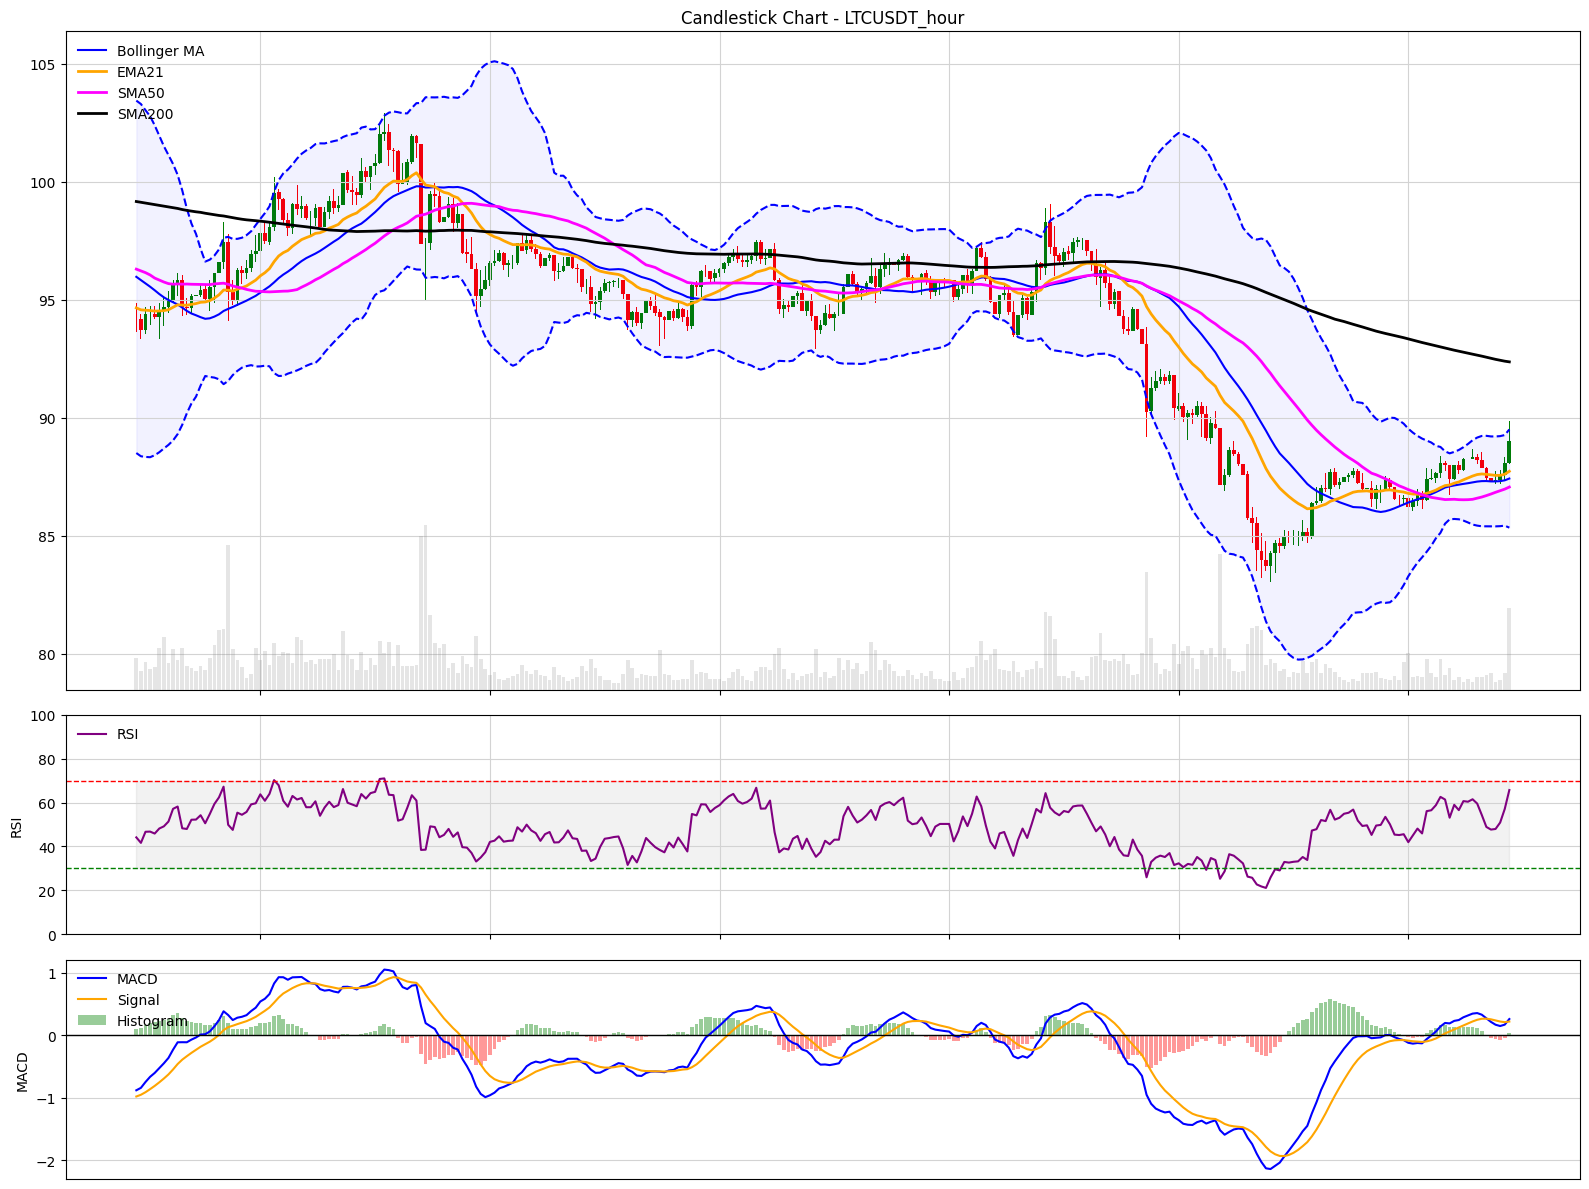 Candlestick Chart - LTCUSDT_hour
Bollinger MA
EMA21
SMA50
SMA200
105
100
95
90
85
80
RSI
100
80
60
40
20
0
RSI
MACD
Signal
Histogram
1
0
−1
−2
MACD